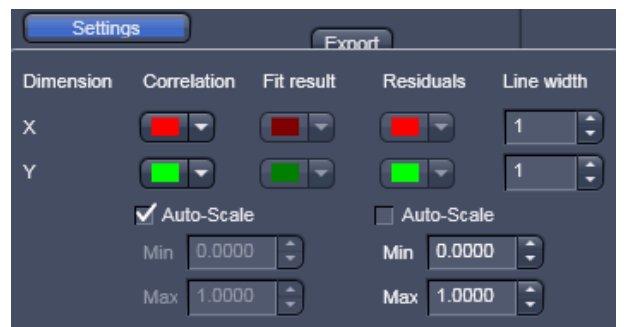 Settings
Export
Dimension Correlation Fit result Residuals Line width
X 1
Y 1
Auto-Scale Auto-Scale
Min 0.0000 Min 0.0000
Max 1.0000 Max 1.0000